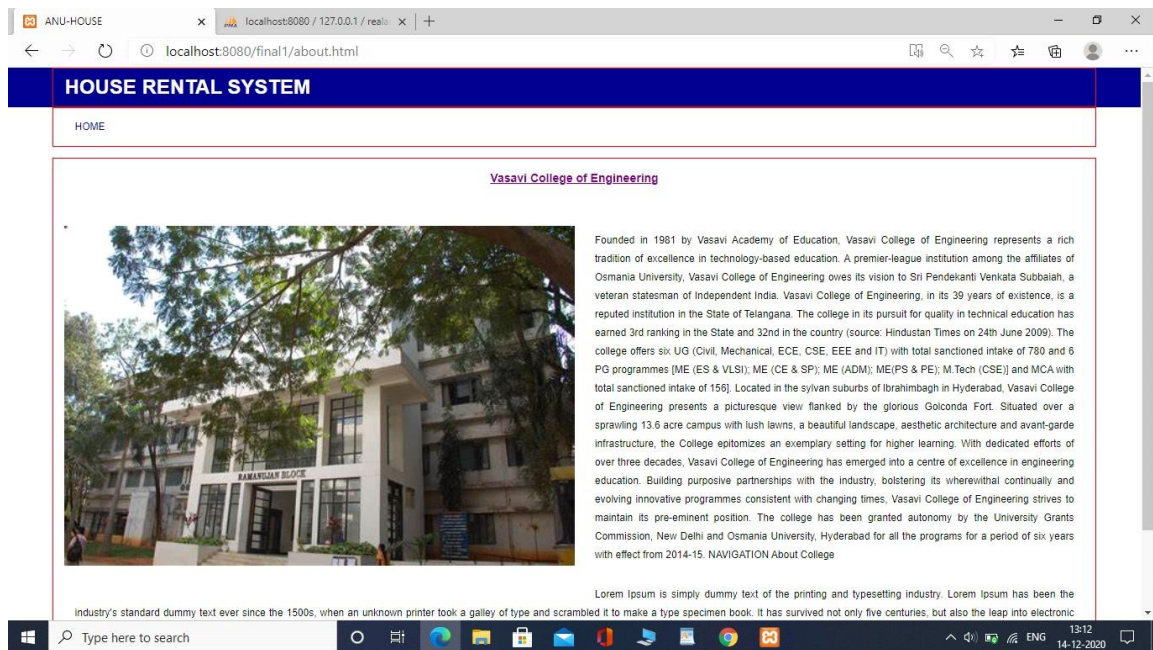 ANU-HOUSE
localhost:8080 / 127.0.0.1 / reala
localhost:8080/final1/about.html
HOUSE RENTAL SYSTEM
HOME
Vasavi College of Engineering
RAMANUJAN BLOCK
Founded in 1981 by Vasavi Academy of Education, Vasavi College of Engineering represents a rich
tradition of excellence in technology-based education. A premier-league institution among the affiliates of
Osmania University, Vasavi College of Engineering owes its vision to Sri Pendekanti Venkata Subbaiah, a
veteran statesman of Independent India. Vasavi College of Engineering, in its 39 years of existence, is a
reputed institution in the State of Telangana. The college in its pursuit for quality in technical education has
earned 3rd ranking in the State and 32nd in the country (source: Hindustan Times on 24th June 2009). The
college offers six UG (Civil, Mechanical, ECE, CSE, EEE and IT) with total sanctioned intake of 780 and 6
PG programmes [ME (ES & VLSI); ME (CE & SP); ME (ADM); ME(PS & PE); M.Tech (CSE)] and MCA with
total sanctioned intake of 156]. Located in the sylvan suburbs of Ibrahimbagh in Hyderabad, Vasavi College
of Engineering presents a picturesque view flanked by the glorious Golconda Fort. Situated over a
sprawling 13.6 acre campus with lush lawns, a beautiful landscape, aesthetic architecture and avant-garde
infrastructure, the College epitomizes an exemplary setting for higher learning. With dedicated efforts of
over three decades, Vasavi College of Engineering has emerged into a centre of excellence in engineering
education. Building purposive partnerships with the industry, bolstering its wherewithal continually and
evolving innovative programmes consistent with changing times, Vasavi College of Engineering strives to
maintain its pre-eminent position. The college has been granted autonomy by the University Grants
Commission, New Delhi and Osmania University, Hyderabad for all the programs for a period of six years
with effect from 2014-15. NAVIGATION About College
Lorem Ipsum is simply dummy text of the printing and typesetting industry. Lorem Ipsum has been the
industry's standard dummy text ever since the 1500s, when an unknown printer took a galley of type and scrambled it to make a type specimen book. It has survived not only five centuries, but also the leap into electronic
Type here to search
ENG
13:12
14-12-2020